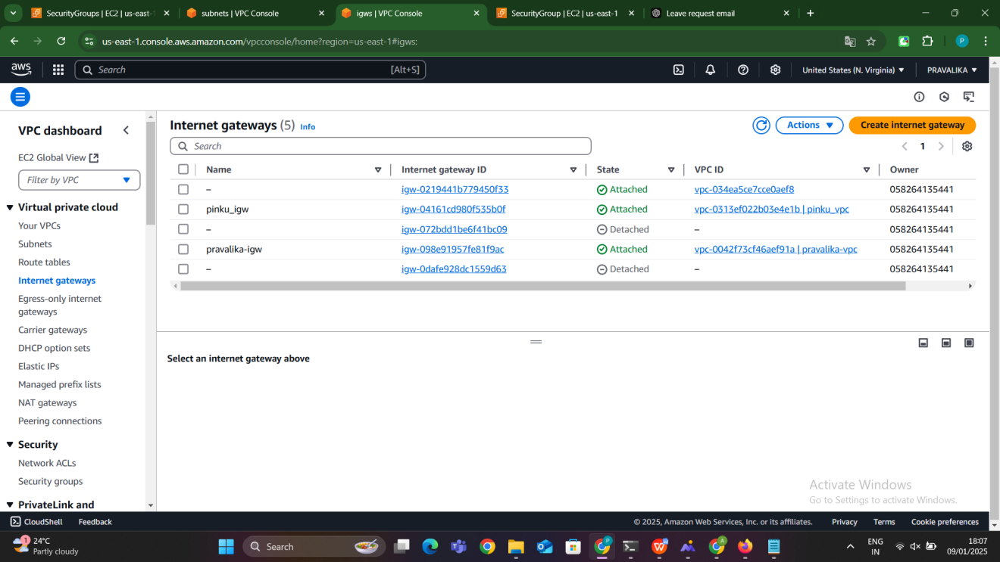 SecurityGroups | EC2 | us-east-1
subnets | VPC Console
igws | VPC Console
SecurityGroup | EC2 | us-east-1
Leave request email
us-east-1.console.aws.amazon.com/vpcconsole/home?region=us-east-1#igws:
P
aws
Search
[Alt+S]
United States (N. Virginia)
PRAVALIKA
VPC dashboard
EC2 Global View
Filter by VPC
Virtual private cloud
Your VPCs
Subnets
Route tables
Internet gateways
Egress-only internet
gateways
Carrier gateways
DHCP option sets
Elastic IPs
Managed prefix lists
NAT gateways
Peering connections
Security
Network ACLs
Security groups
PrivateLink and
Internet gateways (5) Info
Actions
Create internet gateway
Search
1
Name Internet gateway ID State VPC ID Owner
– igw-0219441b779450f33 Attached vpc-034ea5ce7cce0aef8 058264135441
pinku_igw igw-04161cd980f535b0f Attached vpc-0313ef022b03e4e1b | pinku_vpc 058264135441
– igw-072bdd1be6f41bc09 Detached – 058264135441
pravalika-igw igw-098e91957fe81f9ac Attached vpc-0042f73cf46aef91a | pravalika-vpc 058264135441
– igw-0dafe928dc1559d63 Detached – 058264135441
Select an internet gateway above
Activate Windows
Go to Settings to activate Windows.
CloudShell Feedback © 2025, Amazon Web Services, Inc. or its affiliates. Privacy Terms Cookie preferences
1
24°C
Partly cloudy
Search
ENG
IN
18:07
09/01/2025